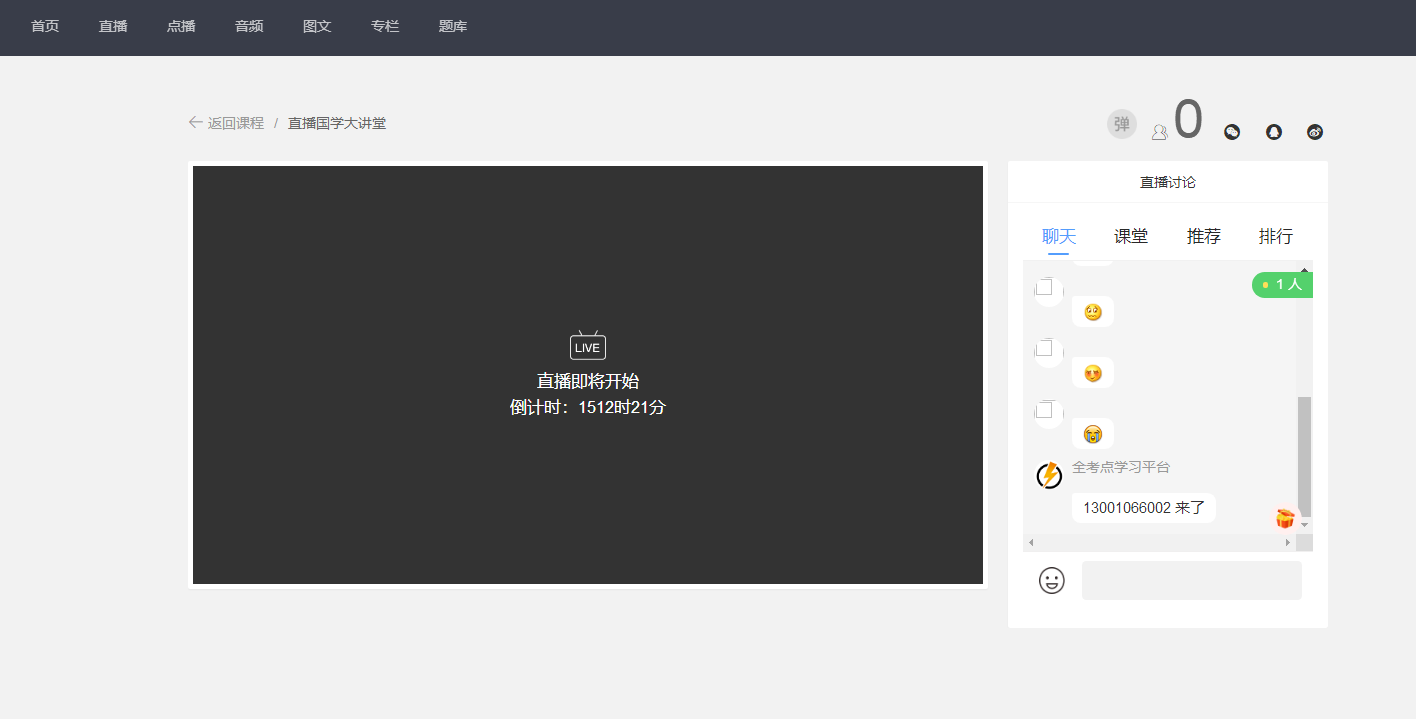 首页 直播 点播 音频 图文 专栏 题库
返回课程 / 直播国学大讲堂
弹 0
直播讨论
聊天 课堂 推荐 排行
1 人
LIVE
直播即将开始
倒计时：1512时21分
全考点学习平台
13001066002 来了